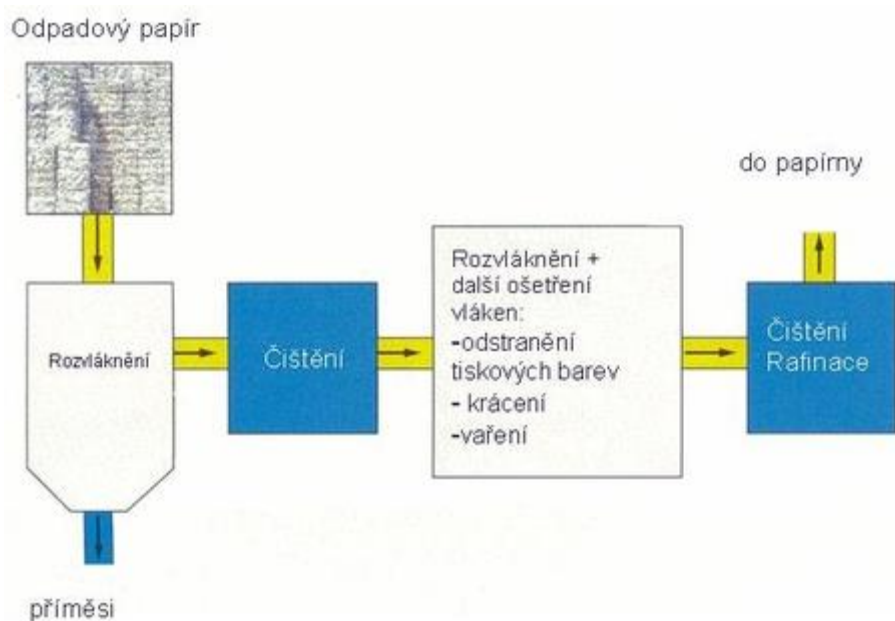 Odpadový papír
do papírny
Rozvláknění
Čištění
Rozvláknění +
další ošetření
vláken:
-odstranění
tiskových barev
- krácení
-vaření
Čištění
Rafinace
příměsi